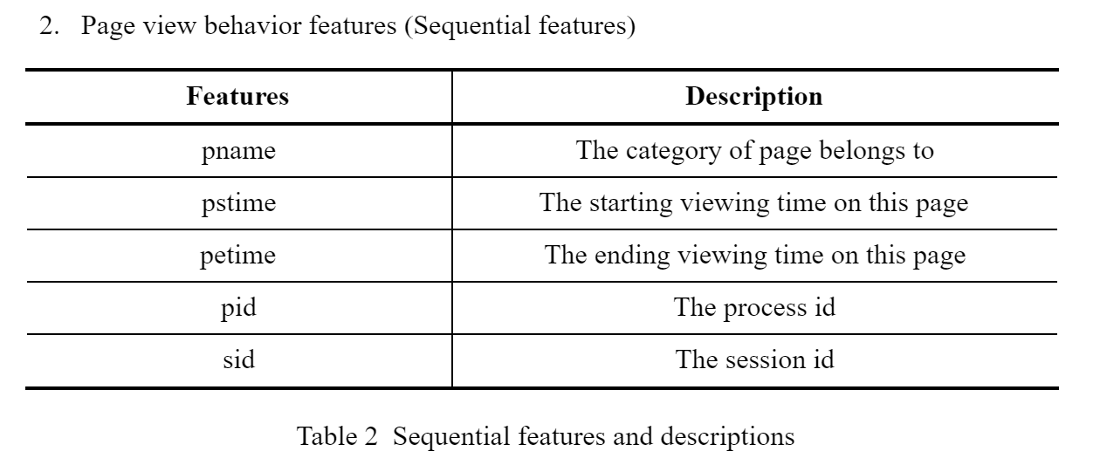 2. Page view behavior features (Sequential features)
Features Description
pname The category of page belongs to
pstime The starting viewing time on this page
petime The ending viewing time on this page
pid The process id
sid The session id
Table 2 Sequential features and descriptions